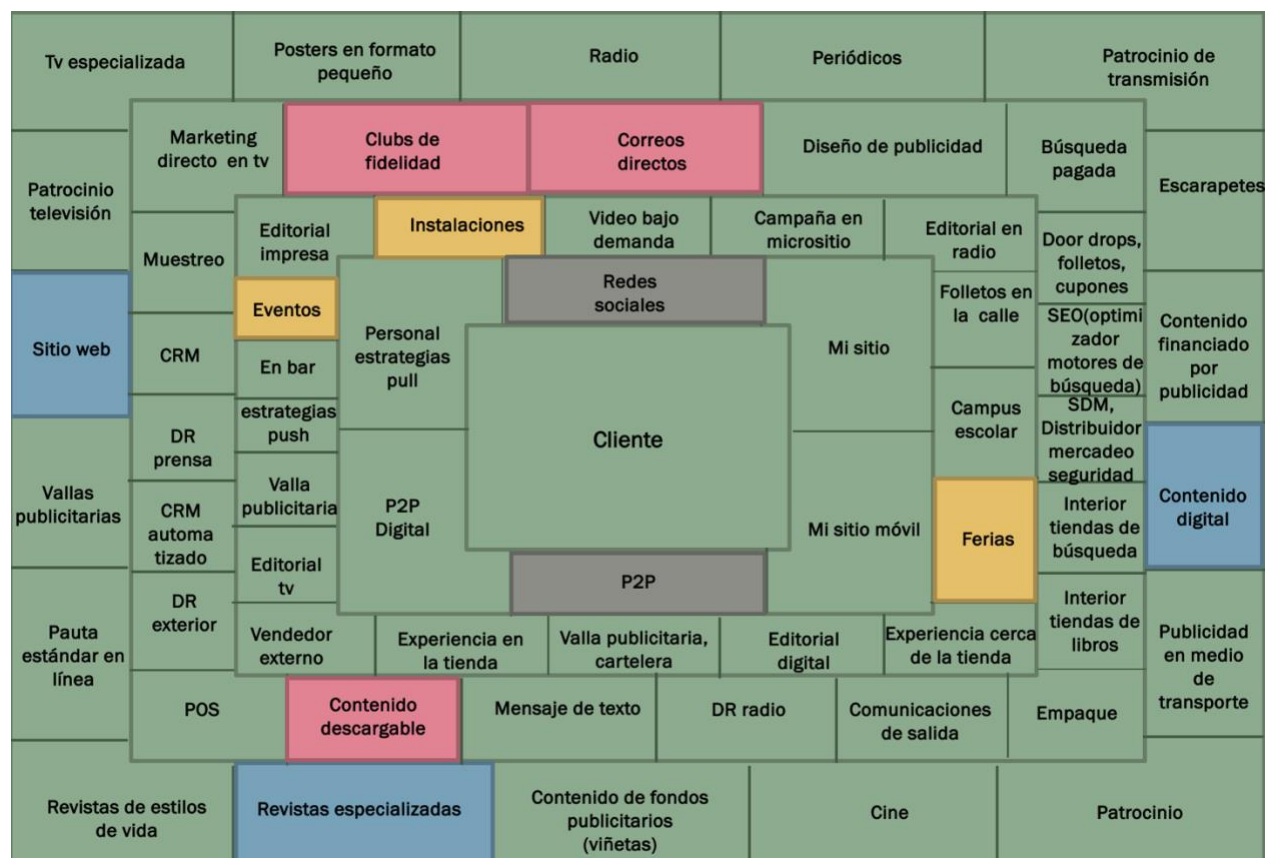 Tv especializada
Posters en formato
pequeño
Radio
Periódicos
Patrocinio de
transmisión
Marketing
directo en tv
Clubs de
fidelidad
Correos
directos
Diseño de publicidad
Búsqueda
pagada
Patrocinio
televisión
Escarapetes
Editorial
impresa
Instalaciones
Video bajo
demanda
Campaña en
micrositio
Editorial en
radio
Muestreo
Door drops,
folletos,
cupones
Eventos
Redes
sociales
Folletos en
la calle
Sitio web
CRM
En bar
Personal
estrategias
pull
Mi sitio
SEO(optimi
zador
motores de
búsqueda)
Contenido
financiado
por
publicidad
estrategias
push
Cliente
Campus
escolar
SDM,
Distribuidor
mercadeo
seguridad
DR
prensa
Vallas
publicitarias
Valla
publicitaria
P2P
Digital
Mi sitio móvil
Ferias
Interior
tiendas de
búsqueda
Contenido
digital
CRM
automa
tizado
Editorial
tv
P2P
DR
exterior
Interior
tiendas de
libros
Pauta
estándar en
línea
Vendedor
externo
Experiencia en
la tienda
Valla publicitaria,
cartelera
Editorial
digital
Experiencia cerca
de la tienda
Publicidad
en medio
de
transporte
POS
Contenido
descargable
Mensaje de texto
DR radio
Comunicaciones
de salida
Empaque
Revistas de estilos
de vida
Revistas especializadas
Contenido de fondos
publicitarios
(viñetas)
Cine
Patrocinio